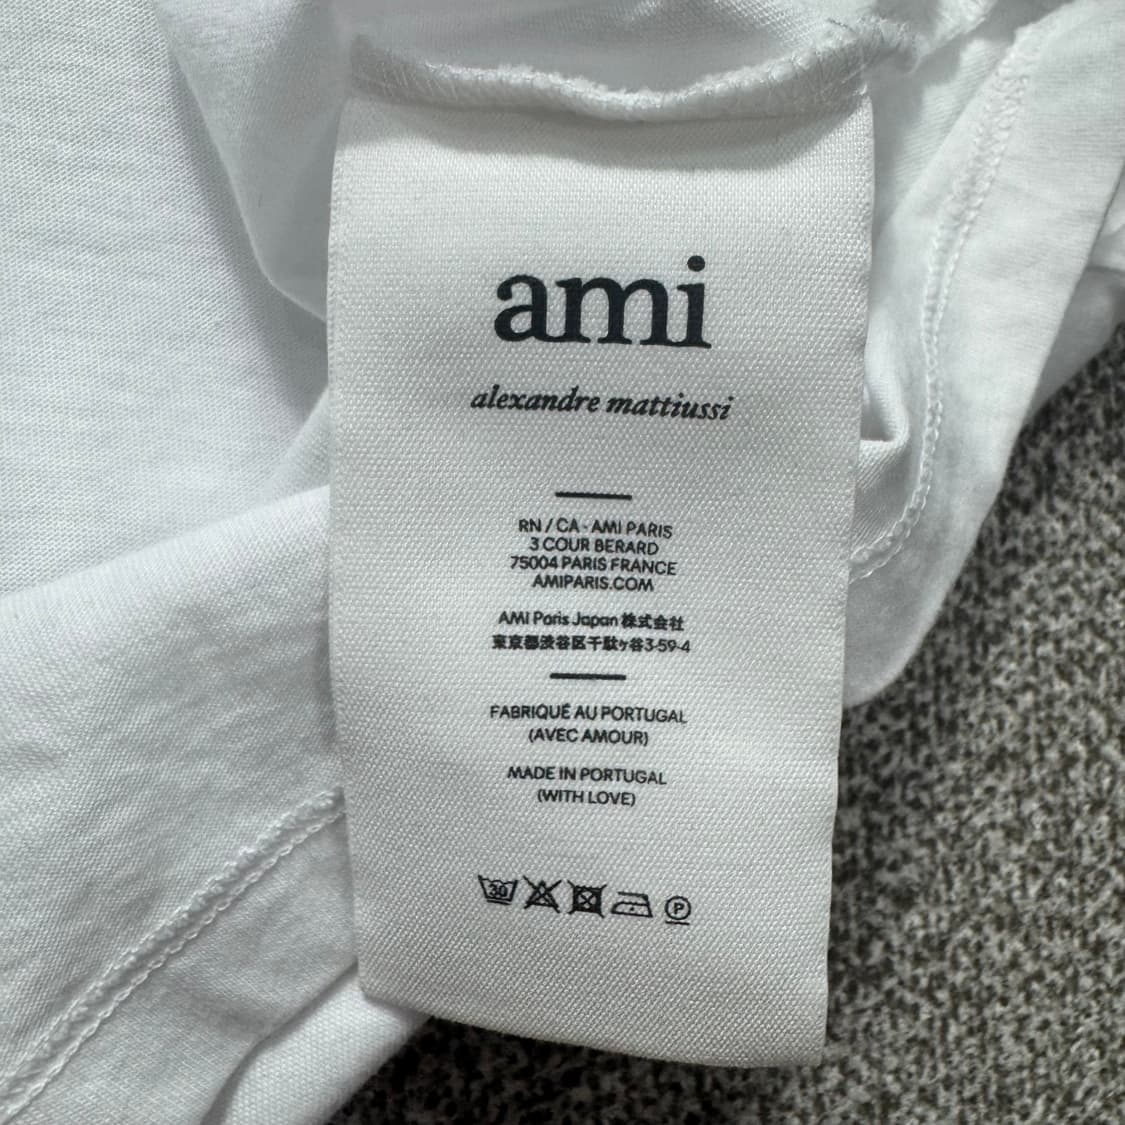 ami
alexandre mattiussi
RN / CA - AMI PARIS
3 COUR BERARD
75004 PARIS FRANCE
AMIPARIS.COM
AMI Paris Japan 株式会社
東京都渋谷区千駄ヶ谷3-59-4
FABRIQUÉ AU PORTUGAL
(AVEC AMOUR)
MADE IN PORTUGAL
(WITH LOVE)
30 P